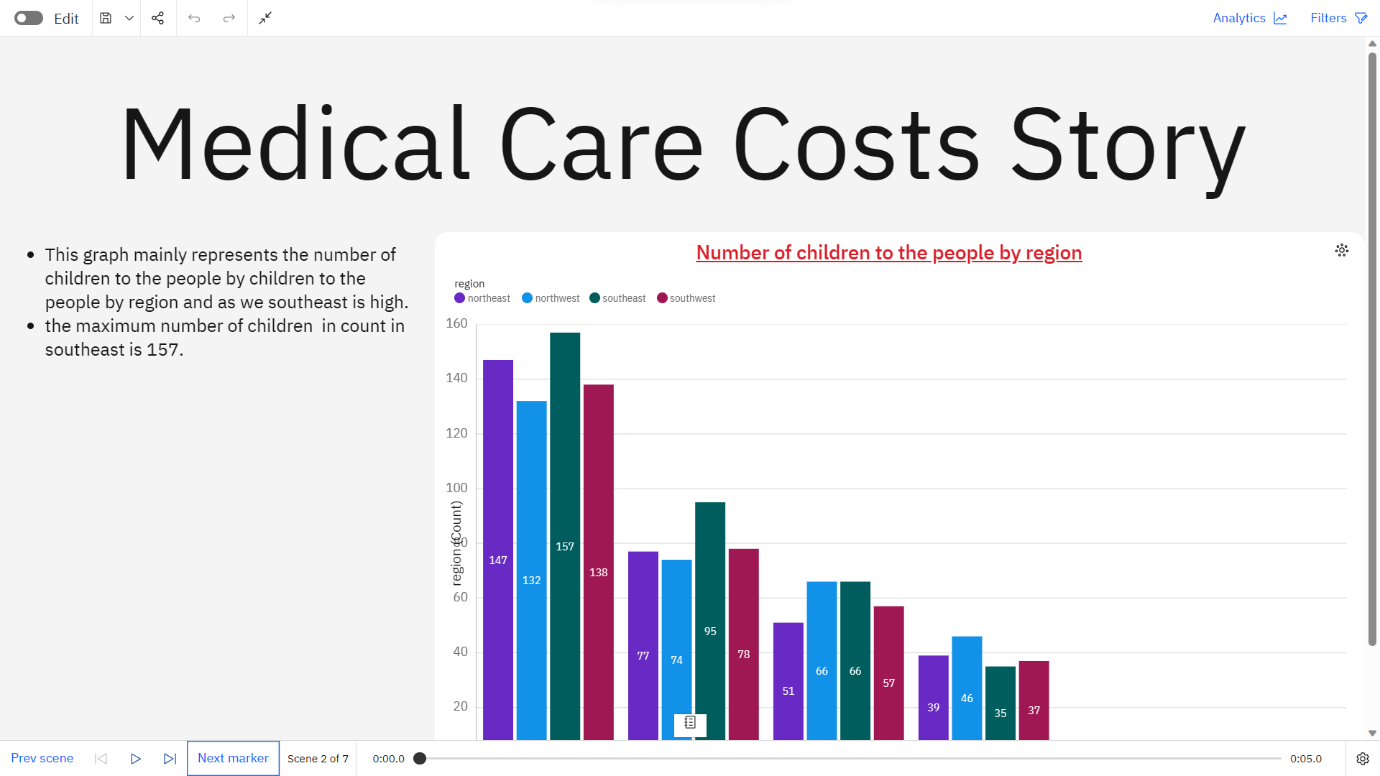 Edit
Analytics
Filters
Medical Care Costs Story
• This graph mainly represents the number of
children to the people by children to the
people by region and as we southeast is high.
• the maximum number of children  in count in
southeast is 157.
Number of children to the people by region
region
northeast northwest southeast southwest
160
140
120
100
80
60
40
20
region (Count)
147 132 157 138
77 74 95 78
51 66 66 57
39 46 35 37
Prev scene Next marker Scene 2 of 7 0:00.0 0:05.0